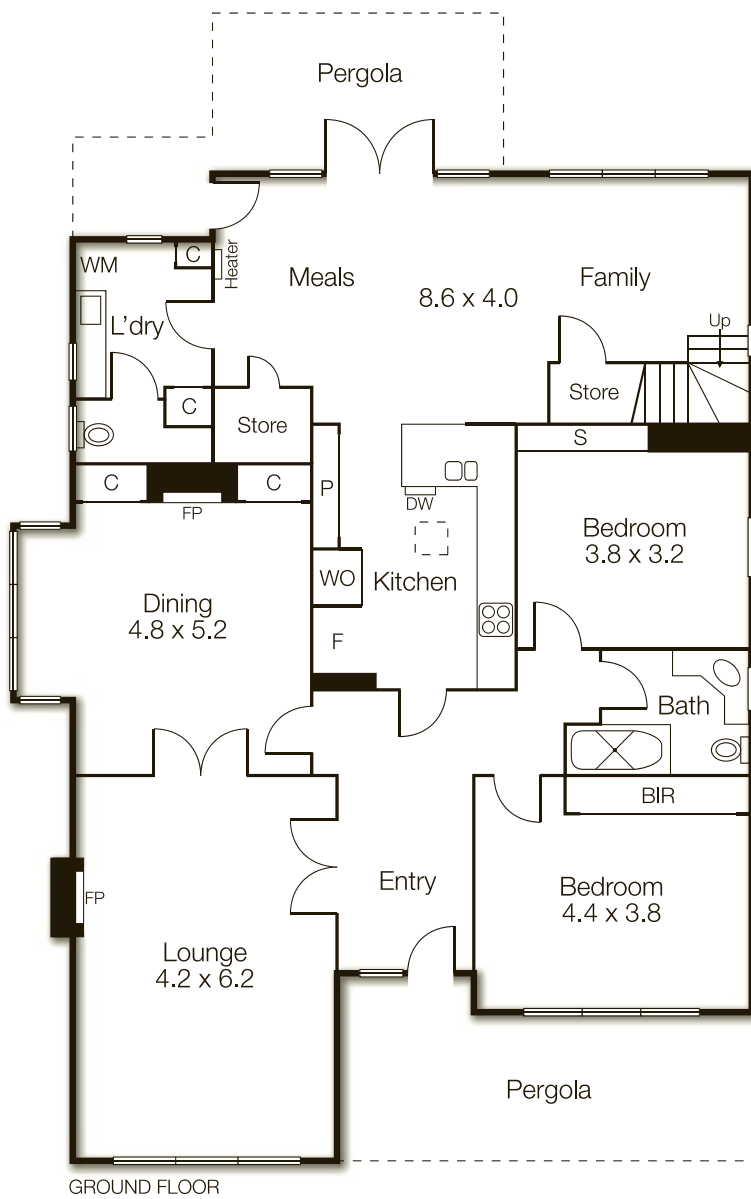 Pergola
WM
C
Heater
Meals
Family
8.6 x 4.0
L'dry
Up
C
Store
Store
S
C
C
FP
P
DW
Bedroom
3.8 x 3.2
WO
Kitchen
Dining
4.8 x 5.2
F
Bath
BIR
Entry
FP
Bedroom
4.4 x 3.8
Lounge
4.2 x 6.2
Pergola
GROUND FLOOR